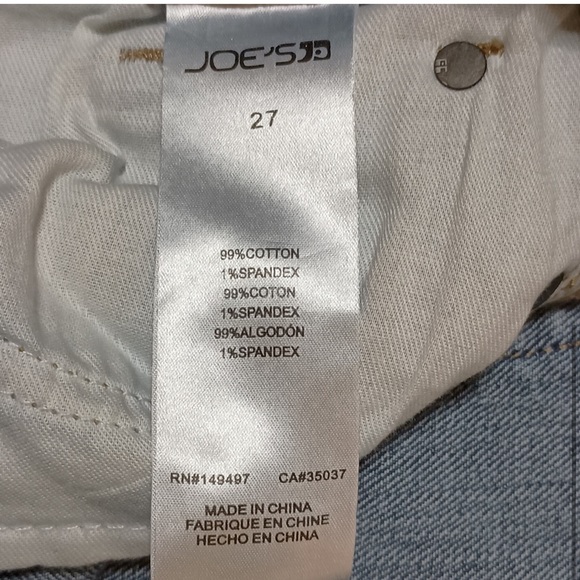 JOE'S
27
99%COTTON
1%SPANDEX
99%COTON
1%SPANDEX
99%ALGODÓN
1%SPANDEX
RN#149497 CA#35037
MADE IN CHINA
FABRIQUE EN CHINE
HECHO EN CHINA